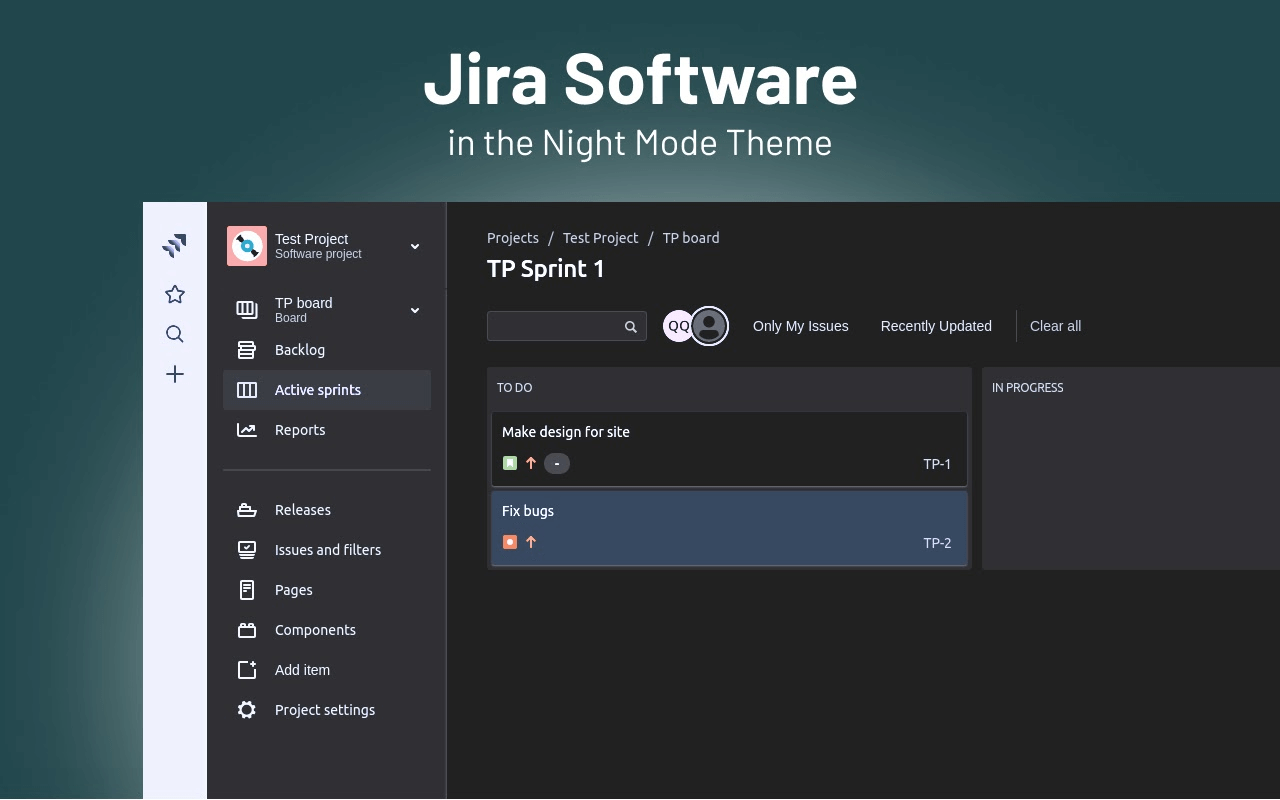 Jira Software
in the Night Mode Theme
Test Project
Software project
TP board
Board
Backlog
Active sprints
Reports
Releases
Issues and filters
Pages
Components
Add item
Project settings
Projects / Test Project / TP board
TP Sprint 1
QQ Only My Issues Recently Updated Clear all
TO DO
Make design for site
- TP-1
Fix bugs
TP-2
IN PROGRESS